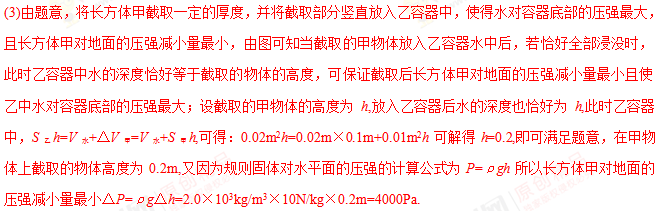 (3)由题意，将长方体甲截取一定的厚度，并将截取部分竖直放入乙容器中，使得水对容器底部的压强最大，
且长方体甲对地面的压强减小量最小，由图可知当截取的甲物体放入乙容器水中后，若恰好全部浸没时，
此时乙容器中水的深度恰好等于截取的物体的高度，可保证截取后长方体甲对地面的压强减小量最小且使
乙中水对容器底部的压强最大；设截取的甲物体的高度为 h,放入乙容器后水的深度也恰好为 h,此时乙容器
中，S乙h=V水+△V甲=V水+S甲h,可得：0.02m²h=0.02m×0.1m+0.01m²h 可解得 h=0.2,即可满足题意，在甲物
体上截取的物体高度为 0.2m,又因为规则固体对水平面的压强的计算公式为 P=ρgh 所以长方体甲对地面的
压强减小量最小△P=ρg△h=2.0×10³kg/m³×10N/kg×0.2m=4000Pa.